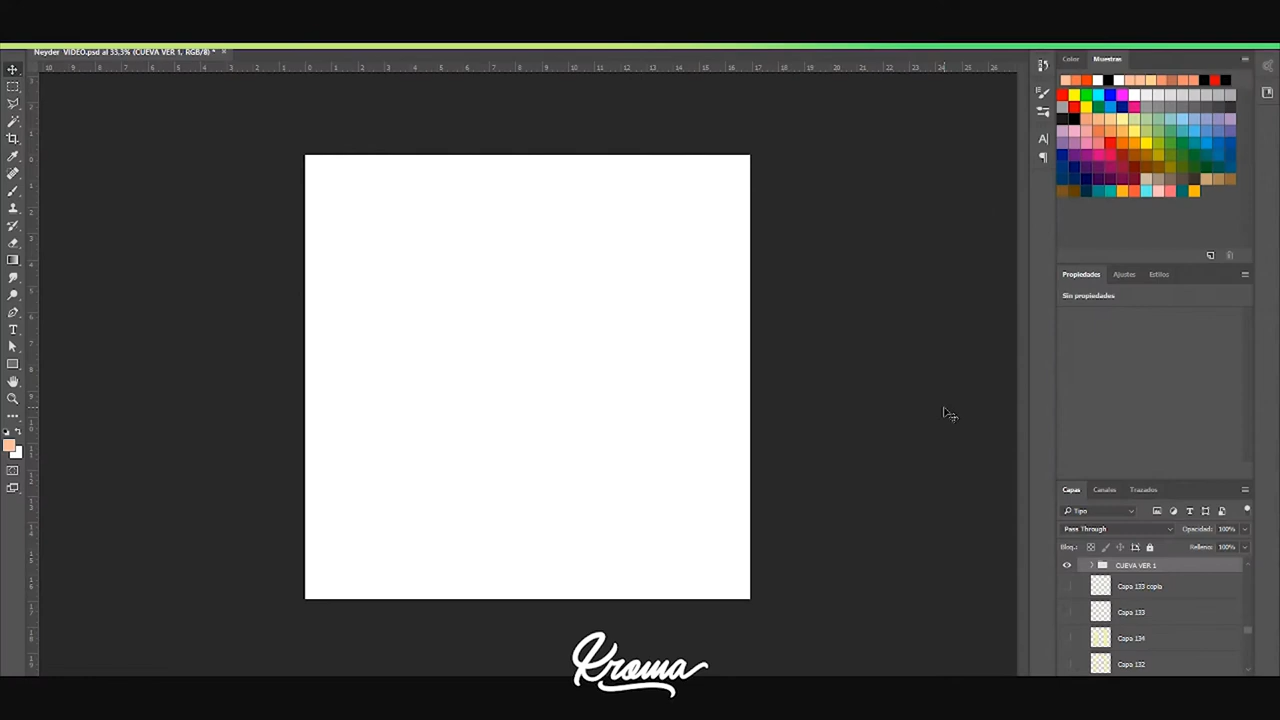 Neyder VIDEO.psd al 33,3% (CUEVA VER 1, RGB/8) *
Color
Muestras
Propiedades
Ajustes
Estilos
Sin propiedades
Capas
Canales
Trazados
Tipo
Pass Through
Opacidad: 100%
Bloq.:
Relleno: 100%
CUEVA VER 1
Capa 133 copia
Capa 133
Capa 134
Capa 132
Kroma